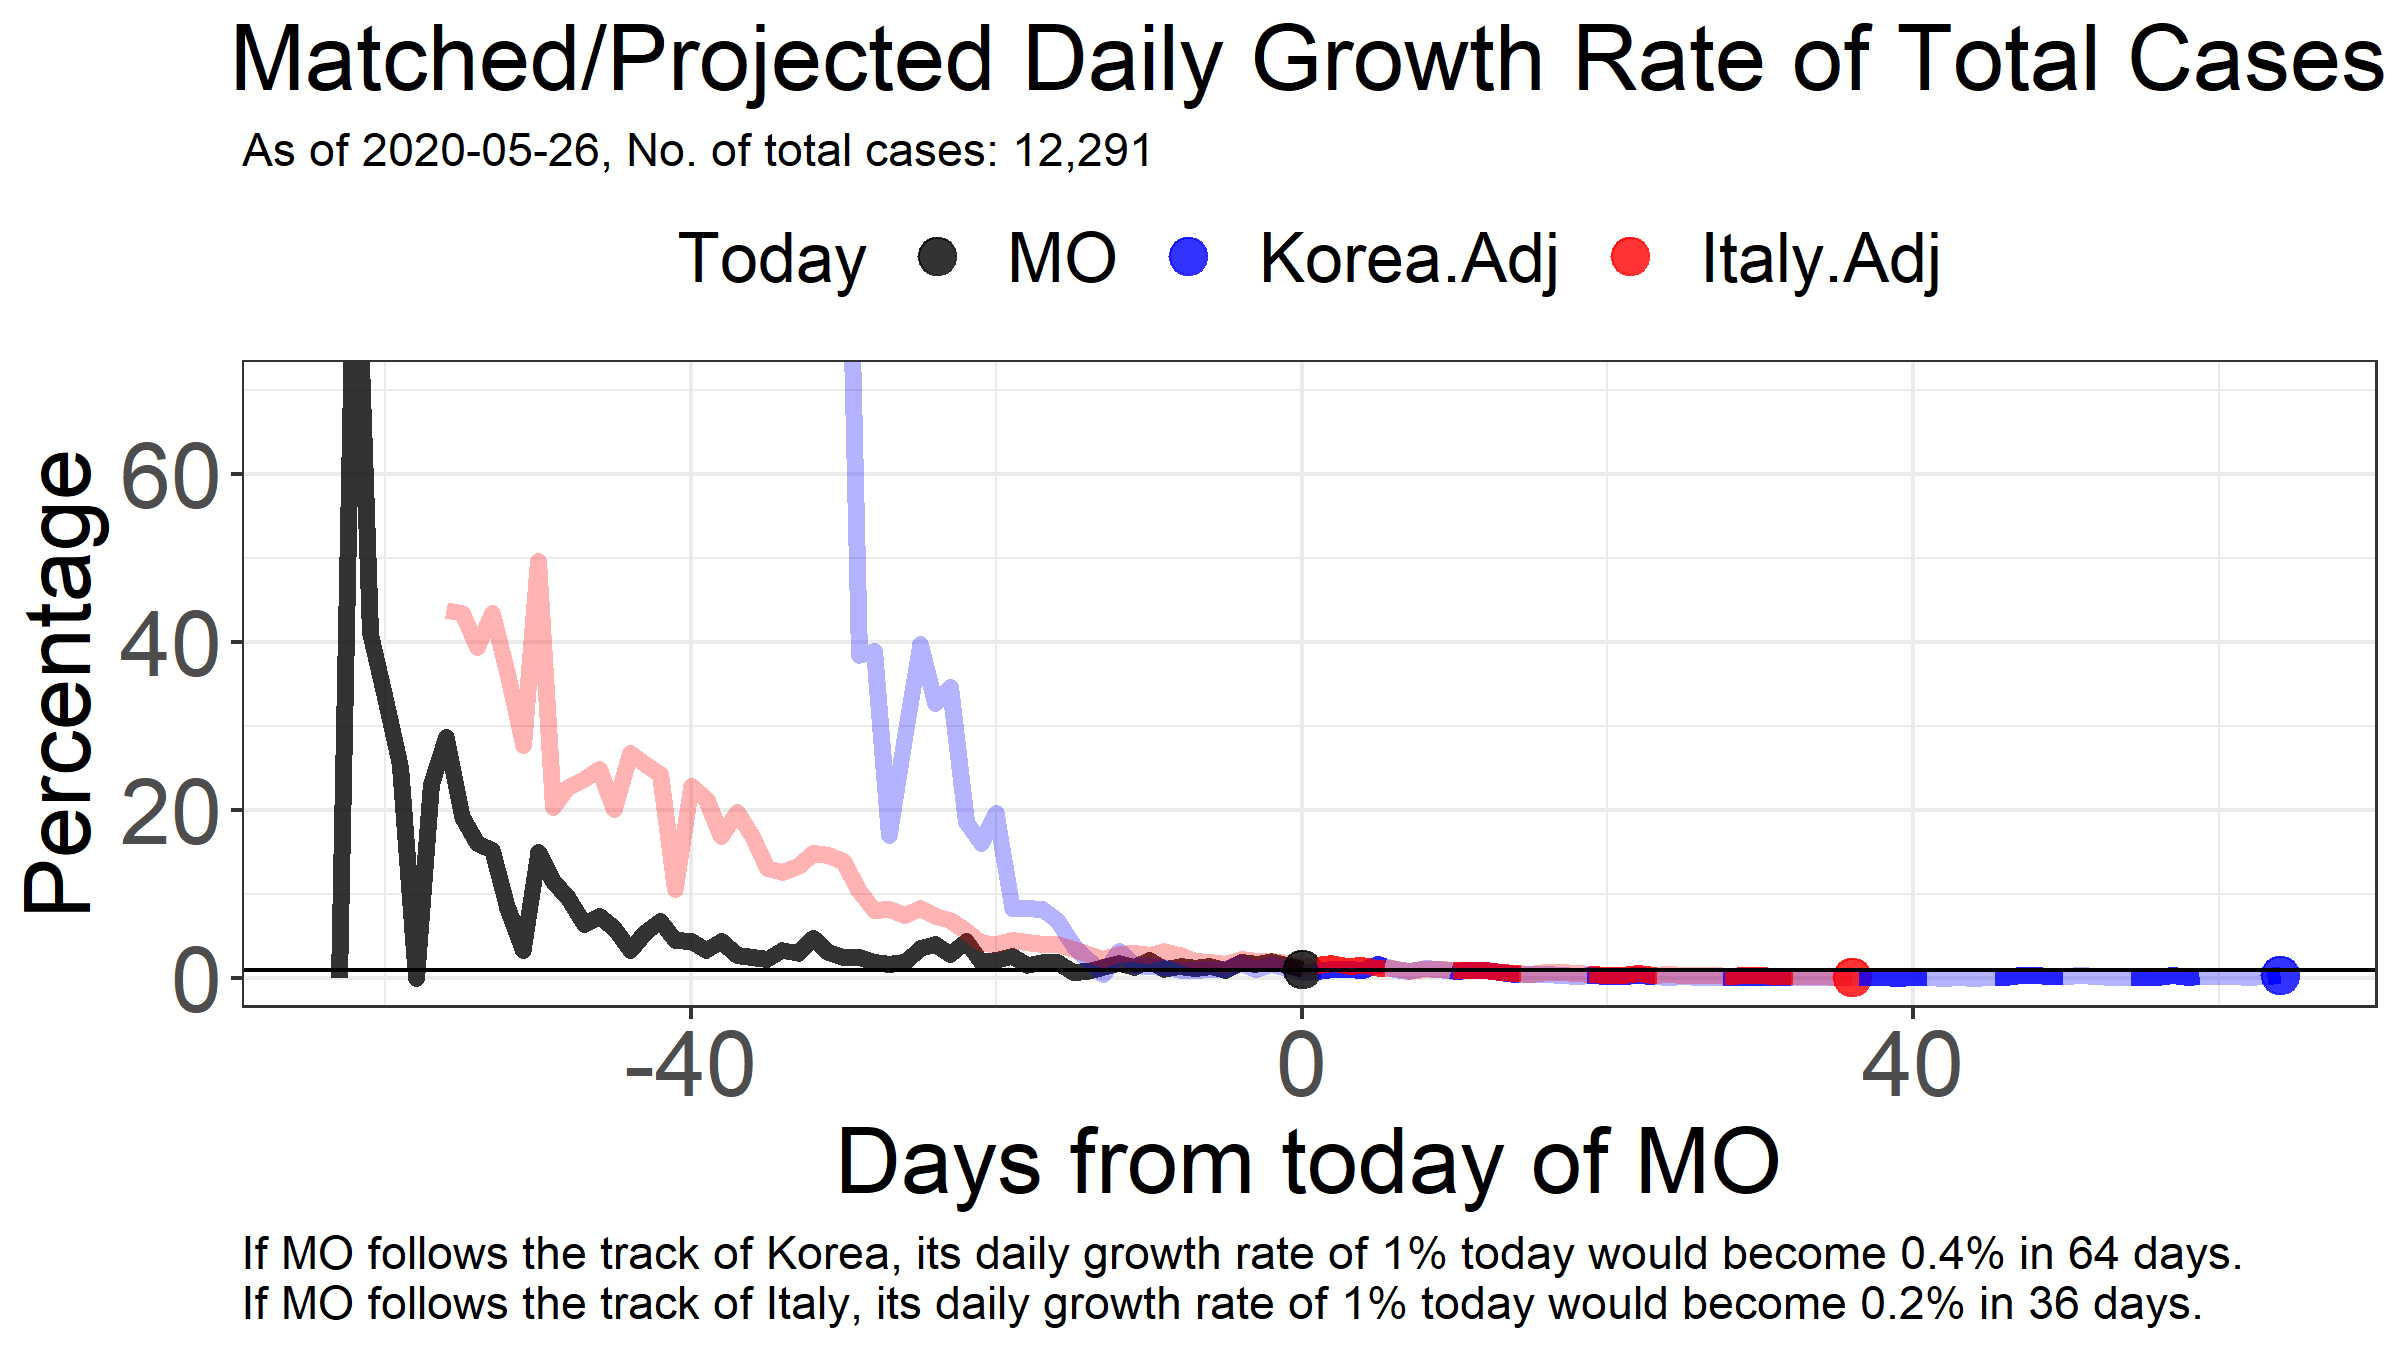 Matched/Projected Daily Growth Rate of Total Cases
As of 2020-05-26, No. of total cases: 12,291
Today MO Korea.Adj Italy.Adj
Percentage
60
40
20
0
-40 0 40
Days from today of MO
If MO follows the track of Korea, its daily growth rate of 1% today would become 0.4% in 64 days.
If MO follows the track of Italy, its daily growth rate of 1% today would become 0.2% in 36 days.